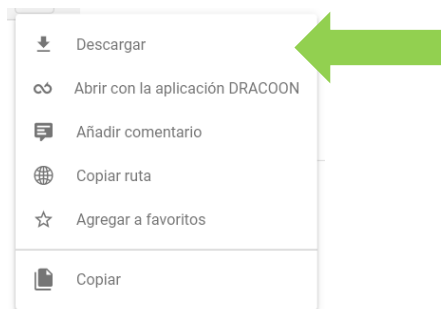 Descargar
Abrir con la aplicación DRACOON
Añadir comentario
Copiar ruta
Agregar a favoritos
Copiar